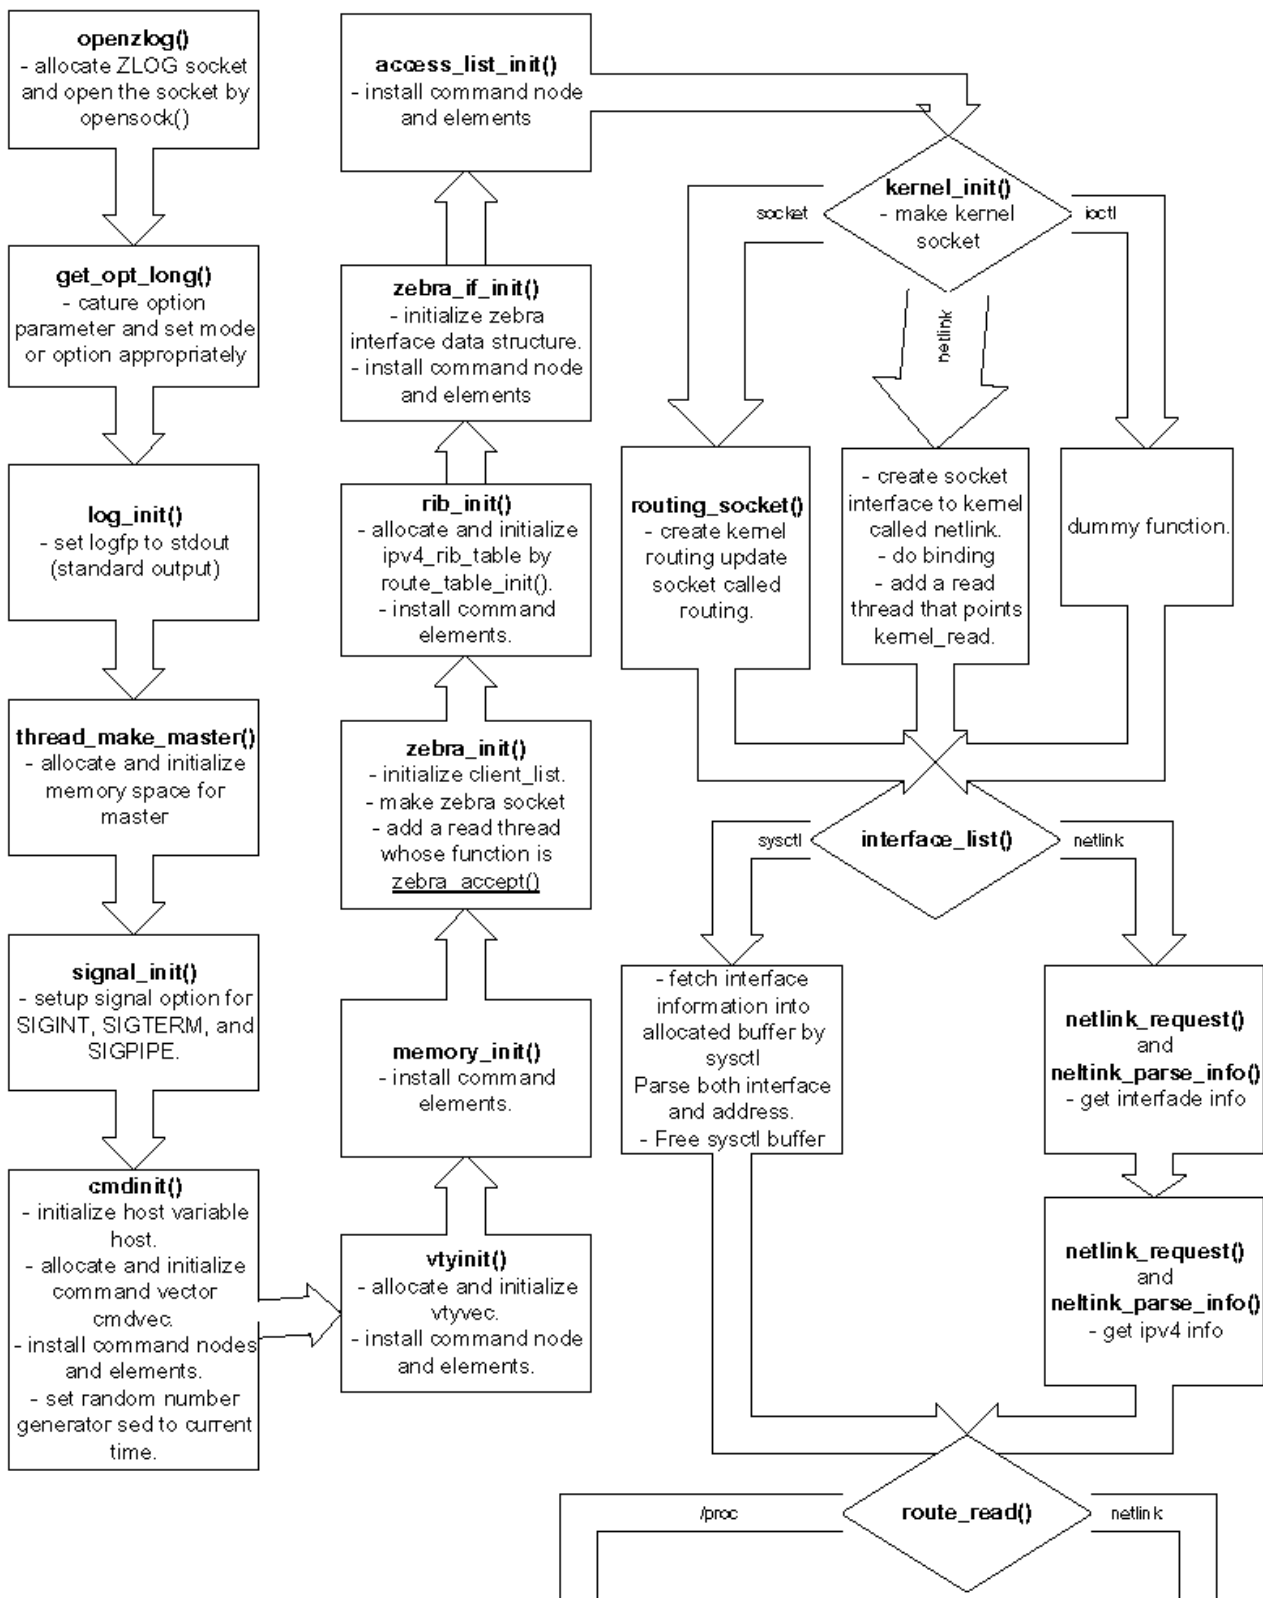 openzlog()
- allocate ZLOG socket
and open the socket by
opensock()
get_opt_long()
- cature option
parameter and set mode
or option appropriately
log_init()
- set logfp to stdout
(standard output)
thread_make_master()
- allocate and initialize
memory space for
master
signal_init()
- setup signal option for
SIGINT, SIGTERM, and
SIGPIPE.
cmdinit()
- initialize host variable
host.
- allocate and initialize
command vector
cmdvec.
- install command nodes
and elements.
- set random number
generator sed to current
time.
vtyinit()
- allocate and initialize
vtyvec.
- install command node
and elements.
memory_init()
- install command
elements.
zebra_init()
- initialize client_list.
- make zebra socket
- add a read thread
whose function is
zebra_accept()
rib_init()
- allocate and initialize
ipv4_rib_table by
route_table_init().
- install command
elements.
zebra_if_init()
- initialize zebra
interface data structure.
- install command node
and elements
access_list_init()
- install command node
and elements
kernel_init()
- make kernel
socket
socket
netlink
ioctl
routing_socket()
- create kernel
routing update
socket called
routing.
- create socket
interface to kernel
called netlink.
- do binding
- add a read
thread that points
kernel_read.
dummy function.
interface_list()
sysctl
netlink
- fetch interface
information into
allocated buffer by
sysctl
Parse both interface
and address.
- Free sysctl buffer
netlink_request()
and
neltink_parse_info()
- get interfade info
netlink_request()
and
neltink_parse_info()
- get ipv4 info
route_read()
/proc
netlink